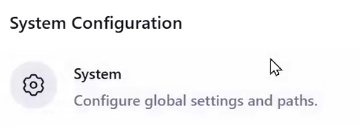 System Configuration
System
Configure global settings and paths.